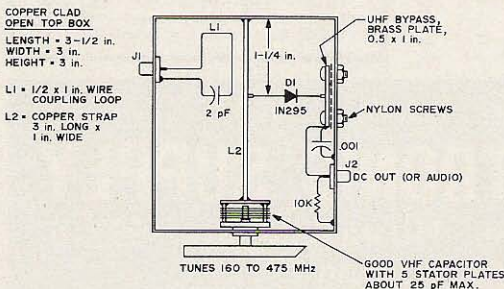 COPPER CLAD
OPEN TOP BOX
LENGTH = 3-1/2 in.
WIDTH = 3 in.
HEIGHT = 3 in.
L1 = 1/2 x 1 in. WIRE
COUPLING LOOP
L2 = COPPER STRAP
3 in. LONG x
1 in. WIDE
J1
L1
2 pF
1-1/4 in.
D1
1N295
L2
UHF BYPASS,
BRASS PLATE,
0.5 x 1 in.
NYLON SCREWS
.001
J2
DC OUT (OR AUDIO)
10K
TUNES 160 TO 475 MHz
GOOD VHF CAPACITOR
WITH 5 STATOR PLATES
ABOUT 25 pF MAX.